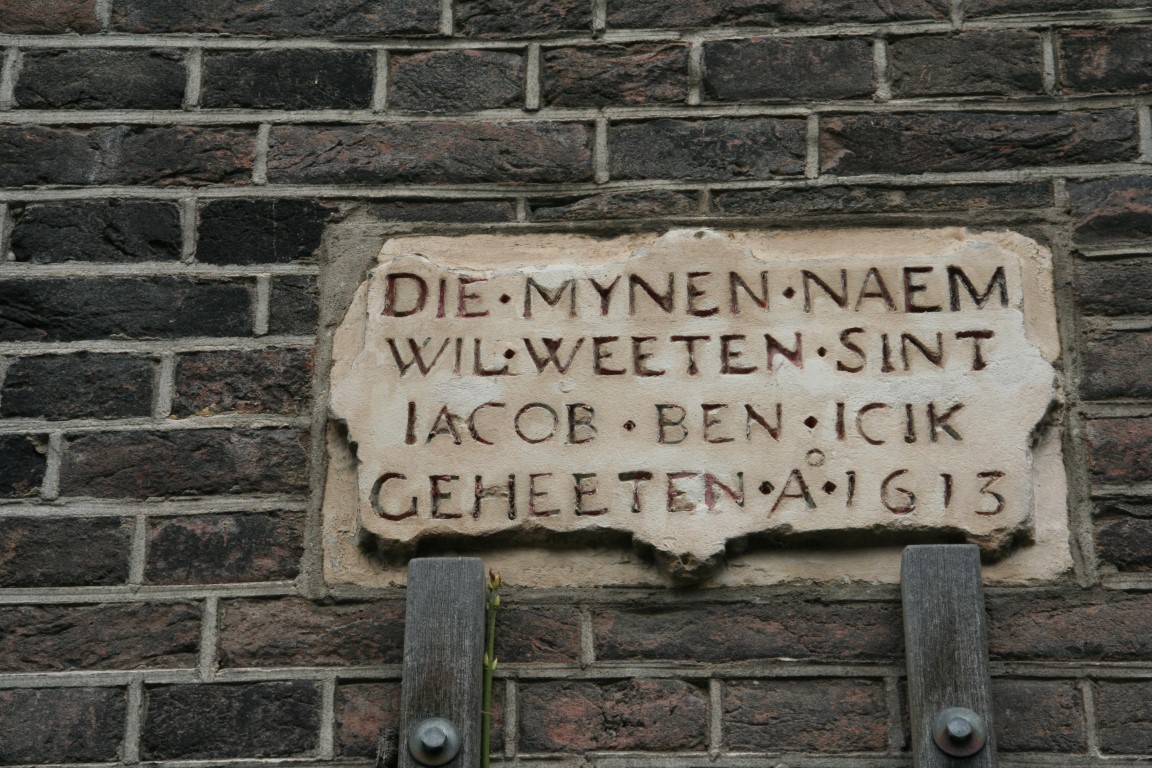 DIE·MYNEN·NAEM
WIL·WEETEN·SINT
IACOB·BEN·ICIK
GEHEETEN·A°·1613